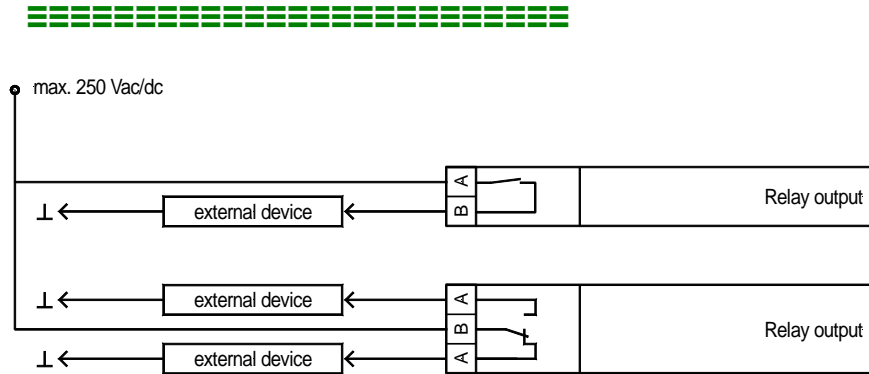 max. 250 Vac/dc
A
Relay output
external device
B
external device
A
B
Relay output
external device
A